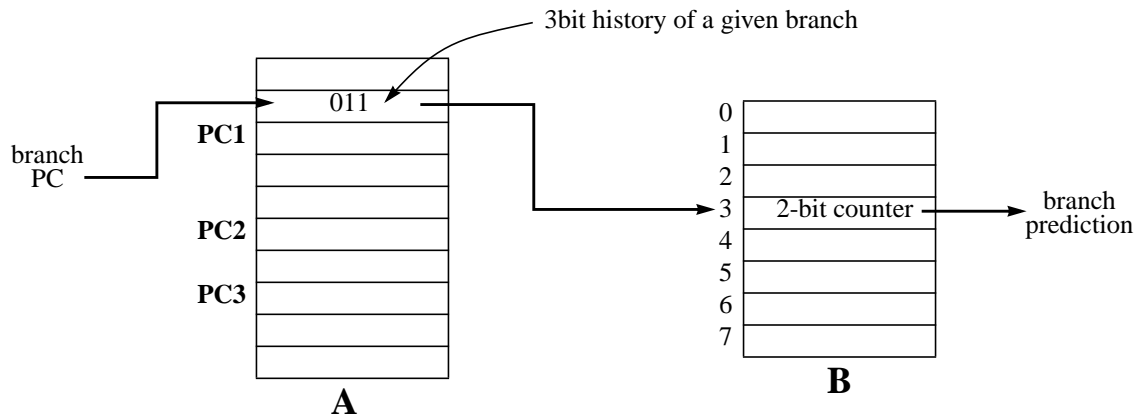 3bit history of a given branch
011
PC1
branch
PC
PC2
PC3
A
0
1
2
3
2-bit counter
4
5
6
7
B
branch
prediction